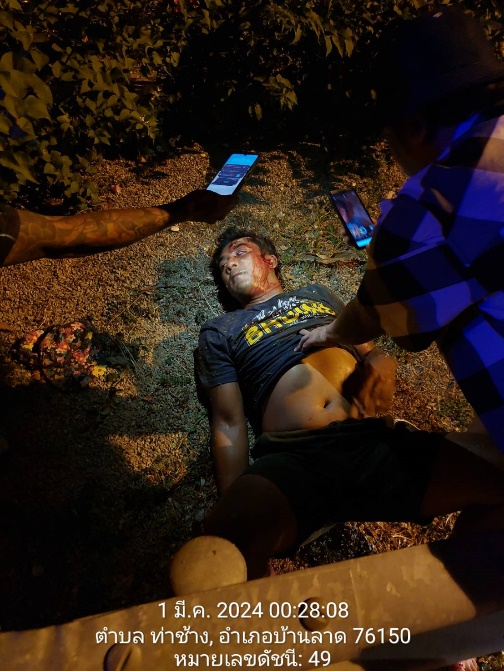 1 มี.ค. 2024 00:28:08
ตำบล ท่าช้าง, อำเภอบ้านลาด 76150
หมายเลขดัชนี: 49